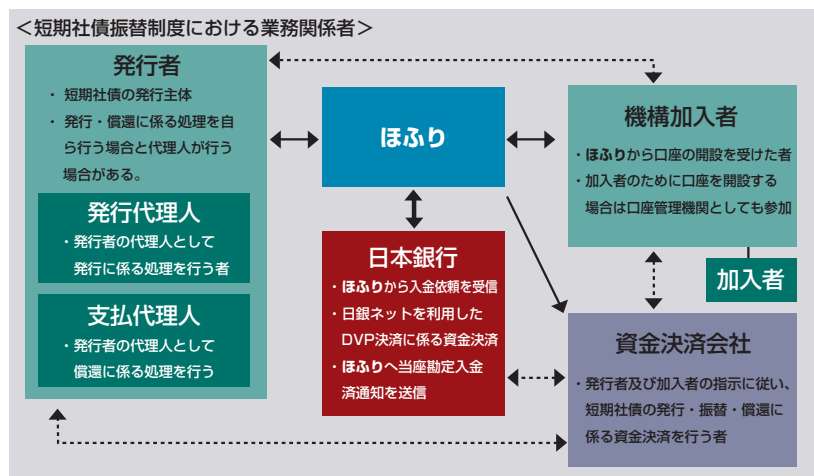 ＜短期社債振替制度における業務関係者＞
発行者
・ 短期社債の発行主体
・ 発行・償還に係る処理を自
ら行う場合と代理人が行う
場合がある。
発行代理人
・発行者の代理人として
発行に係る処理を行う者
支払代理人
・発行者の代理人として
償還に係る処理を行う
ほふり
日本銀行
・ほふりから入金依頼を受信
・日銀ネットを利用した
DVP決済に係る資金決済
・ほふりへ当座勘定入金
済通知を送信
機構加入者
・ほふりから口座の開設を受けた者
・加入者のために口座を開設する
場合は口座管理機関としても参加
加入者
資金決済会社
・発行者及び加入者の指示に従い、
短期社債の発行・振替・償還に
係る資金決済を行う者